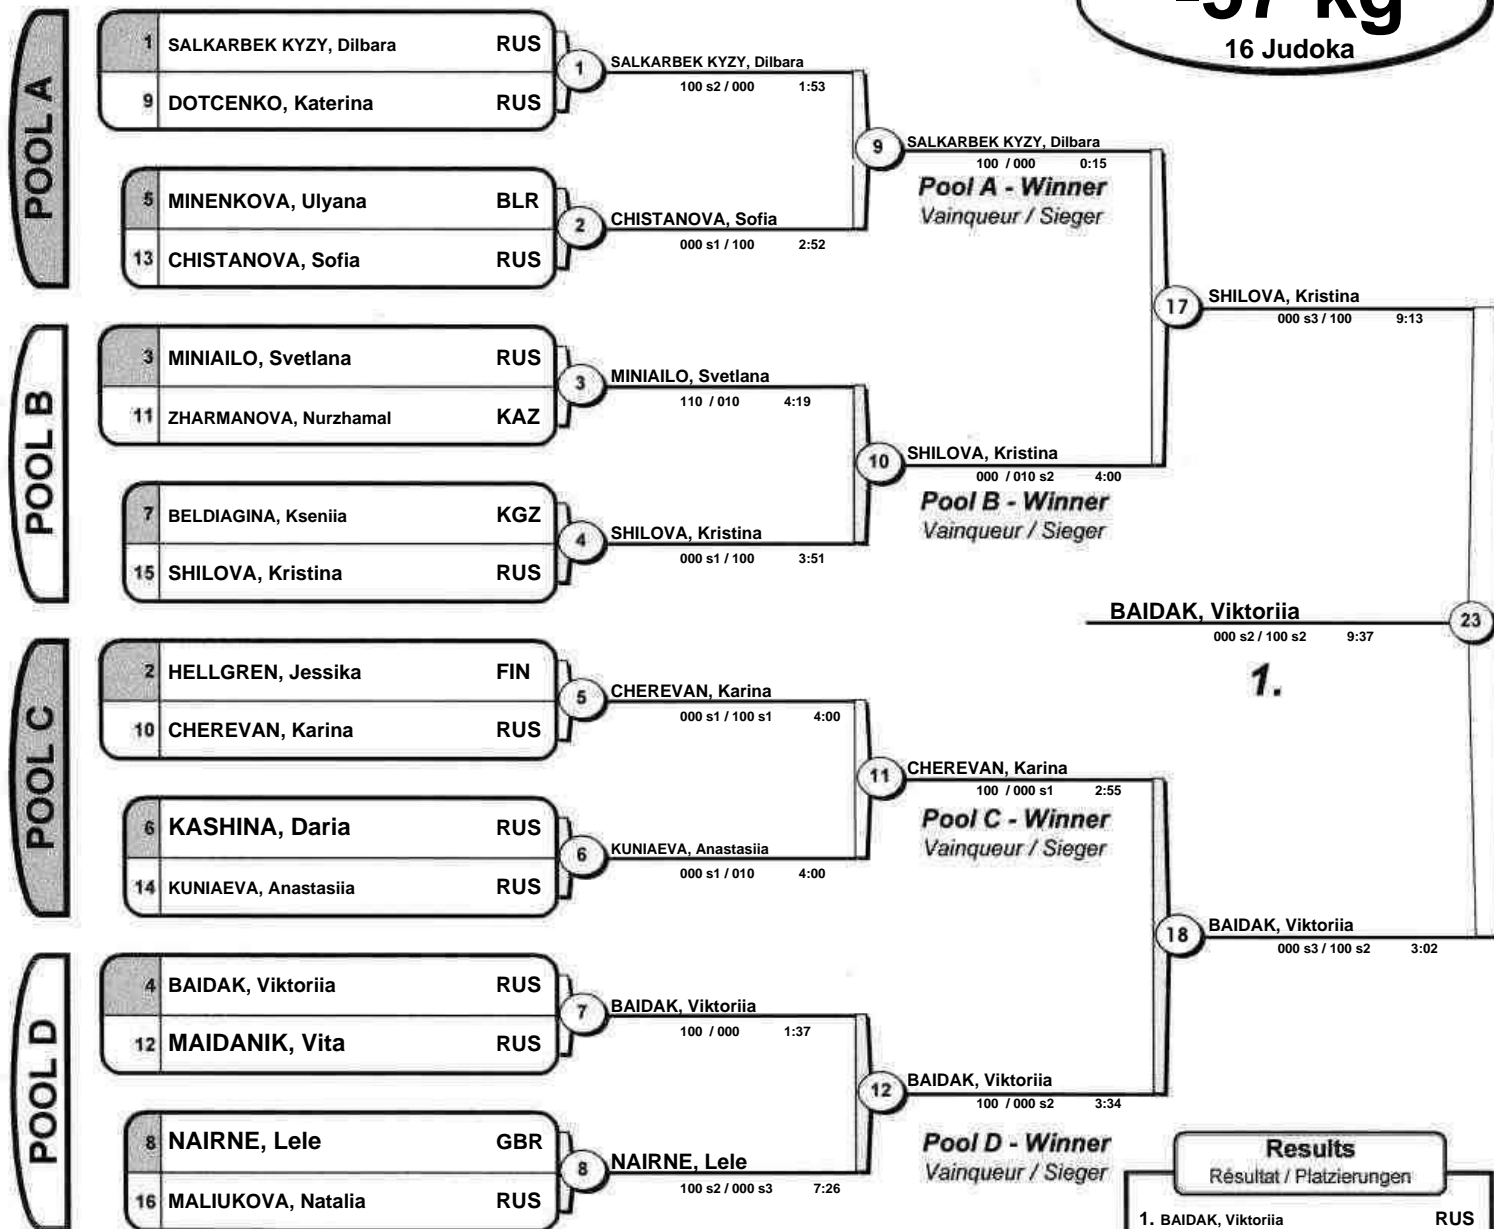 -57 kg
16 Judoka
POOL A
1 SALKARBEK KYZY, Dilbara RUS
9 DOTCENKO, Katerina RUS
1
SALKARBEK KYZY, Dilbara
100 s2 / 000 1:53
5 MINENKOVA, Ulyana BLR
13 CHISTANOVA, Sofia RUS
2
CHISTANOVA, Sofia
000 s1 / 100 2:52
9
SALKARBEK KYZY, Dilbara
100 / 000 0:15
Pool A - Winner
Vainqueur / Sieger
POOL B
3 MINIAILO, Svetlana RUS
11 ZHARMANOVA, Nurzhamal KAZ
3
MINIAILO, Svetlana
110 / 010 4:19
7 BELDIAGINA, Kseniia KGZ
15 SHILOVA, Kristina RUS
4
SHILOVA, Kristina
000 s1 / 100 3:51
10
SHILOVA, Kristina
000 / 010 s2 4:00
Pool B - Winner
Vainqueur / Sieger
17
SHILOVA, Kristina
000 s3 / 100 9:13
BAIDAK, Viktoriia
000 s2 / 100 s2 9:37
23
1.
POOL C
2 HELLGREN, Jessika FIN
10 CHEREVAN, Karina RUS
5
CHEREVAN, Karina
000 s1 / 100 s1 4:00
6 KASHINA, Daria RUS
14 KUNIAEVA, Anastasiia RUS
6
KUNIAEVA, Anastasiia
000 s1 / 010 4:00
11
CHEREVAN, Karina
100 / 000 s1 2:55
Pool C - Winner
Vainqueur / Sieger
18
BAIDAK, Viktoriia
000 s3 / 100 s2 3:02
POOL D
4 BAIDAK, Viktoriia RUS
12 MAIDANIK, Vita RUS
7
BAIDAK, Viktoriia
100 / 000 1:37
8 NAIRNE, Lele GBR
16 MALIUKOVA, Natalia RUS
8
NAIRNE, Lele
100 s2 / 000 s3 7:26
12
BAIDAK, Viktoriia
100 / 000 s2 3:34
Pool D - Winner
Vainqueur / Sieger
Results
Résultat / Platzierungen
1. BAIDAK, Viktoriia RUS